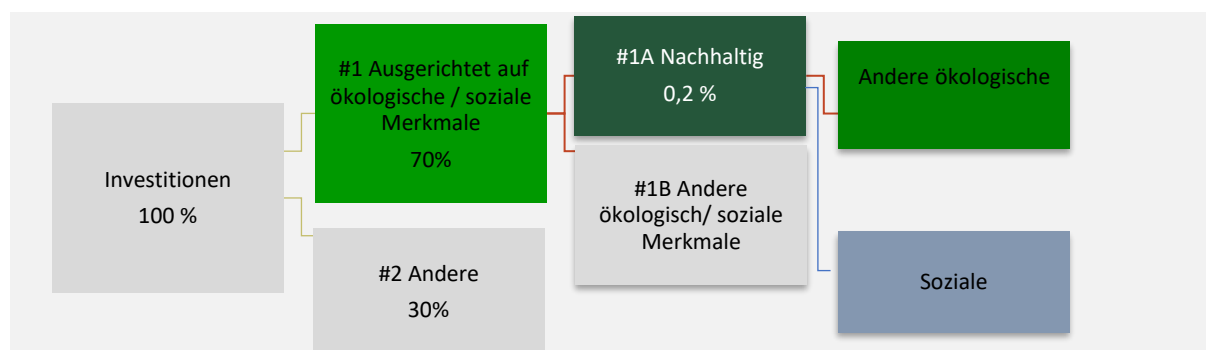 Investitionen
100 %
#1 Ausgerichtet auf
ökologische / soziale
Merkmale
70%
#2 Andere
30%
#1A Nachhaltig
0,2 %
#1B Andere
ökologisch/ soziale
Merkmale
Andere ökologische
Soziale